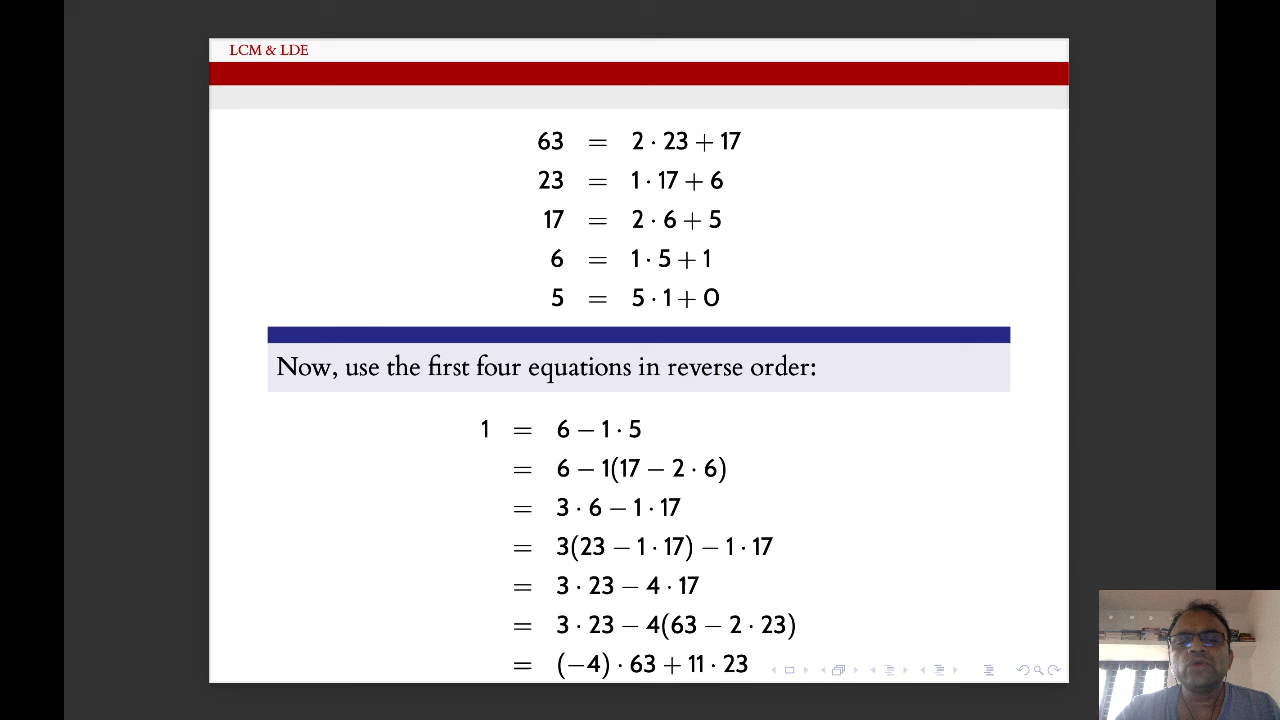 LCM & LDE
63 = 2 · 23 + 17
23 = 1 · 17 + 6
17 = 2 · 6 + 5
6 = 1 · 5 + 1
5 = 5 · 1 + 0
Now, use the first four equations in reverse order:
1 = 6 − 1 · 5
= 6 − 1(17 − 2 · 6)
= 3 · 6 − 1 · 17
= 3(23 − 1 · 17) − 1 · 17
= 3 · 23 − 4 · 17
= 3 · 23 − 4(63 − 2 · 23)
= (−4) · 63 + 11 · 23